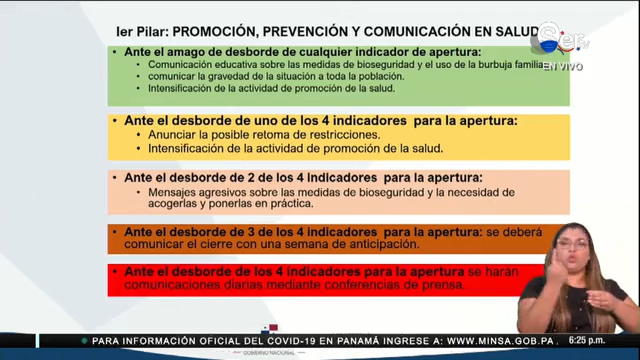 Ier Pilar: PROMOCIÓN, PREVENCIÓN Y COMUNICACIÓN EN SALUD
Ser
tv
EN VIVO
• Ante el amago de desborde de cualquier indicador de apertura:
• Comunicación educativa sobre las medidas de bioseguridad y el uso de la burbuja familia
• comunicar la gravedad de la situación a toda la población.
• Intensificación de la actividad de promoción de la salud.
• Ante el desborde de uno de los 4 indicadores para la apertura:
• Anunciar la posible retoma de restricciones.
• Intensificación de la actividad de promoción de la salud.
• Ante el desborde de 2 de los 4 Indicadores para la apertura:
• Mensajes agresivos sobre las medidas de bioseguridad y la necesidad de
acogerlas y ponerlas en práctica.
• Ante el desborde de 3 de los 4 indicadores para la apertura: se deberá
comunicar el cierre con una semana de anticipación.
• Ante el desborde de los 4 indicadores para la apertura se harán
comunicaciones diarias mediante conferencias de prensa.
PARA INFORMACIÓN OFICIAL DEL COVID-19 EN PANAMÁ INGRESE A: WWW.MINSA.GOB.PA
6:25 p.m.
GOBIERNO NACIONAL